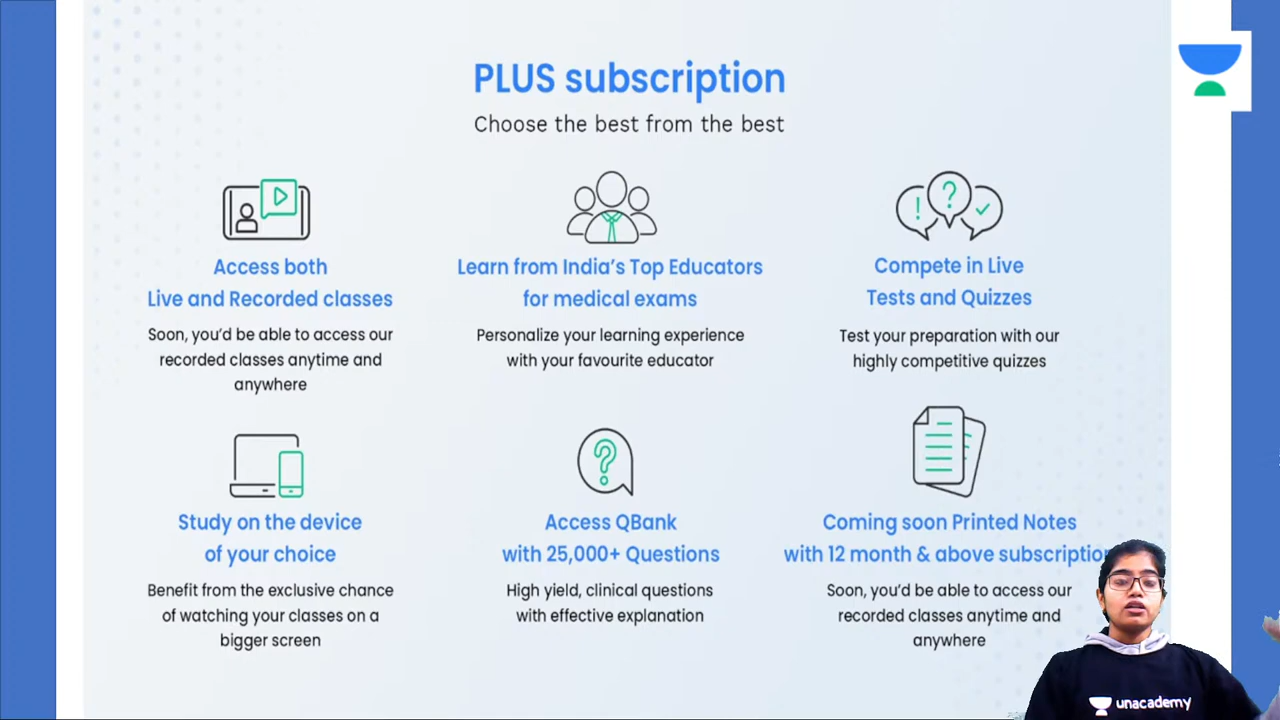 PLUS subscription
Choose the best from the best
Access both
Live and Recorded classes
Soon, you'd be able to access our
recorded classes anytime and
anywhere
Learn from India's Top Educators
for medical exams
Personalize your learning experience
with your favourite educator
Compete in Live
Tests and Quizzes
Test your preparation with our
highly competitive quizzes
Study on the device
of your choice
Benefit from the exclusive chance
of watching your classes on a
bigger screen
Access QBank
with 25,000+ Questions
High yield, clinical questions
with effective explanation
Coming soon Printed Notes
with 12 month & above subscription
Soon, you'd be able to access our
recorded classes anytime and
anywhere
unacademy